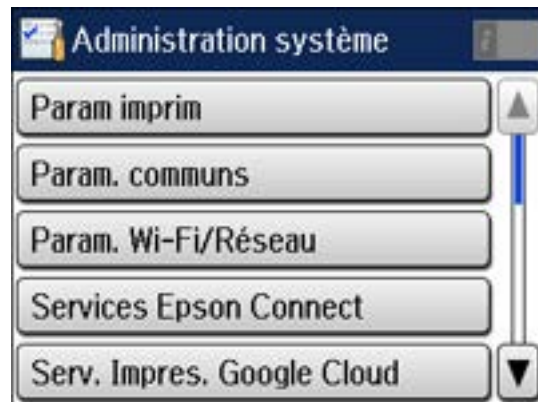 Administration système
Param imprim
Param. communs
Param. Wi-Fi/Réseau
Services Epson Connect
Serv. Impres. Google Cloud